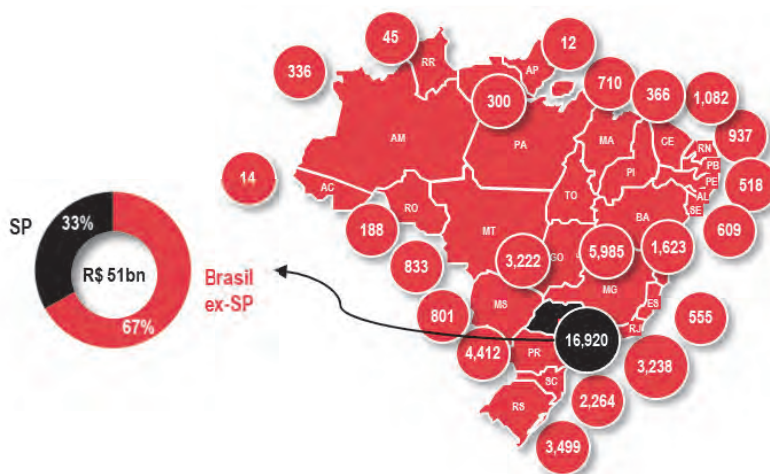 45
12
336
RR
AP
710
366
1,082
300
937
CE
RN
AM
PA
MA
PB
PI
PE
518
14
AC
TO
AL
SE
RO
BA
609
SP
33%
188
MT
GO
5,985
1,623
R$ 51bn
Brasil
ex-SP
833
3,222
MG
67%
MS
ES
801
RJ
555
16,920
4,412
PR
3,238
SC
RS
2,264
3,499